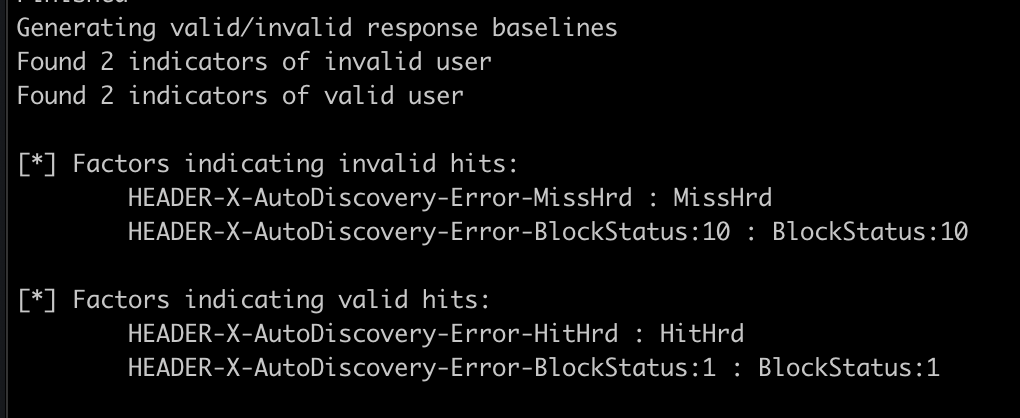 Finished
Generating valid/invalid response baselines
Found 2 indicators of invalid user
Found 2 indicators of valid user
[*] Factors indicating invalid hits:
HEADER-X-AutoDiscovery-Error-MissHrd : MissHrd
HEADER-X-AutoDiscovery-Error-BlockStatus:10 : BlockStatus:10
[*] Factors indicating valid hits:
HEADER-X-AutoDiscovery-Error-HitHrd : HitHrd
HEADER-X-AutoDiscovery-Error-BlockStatus:1 : BlockStatus:1